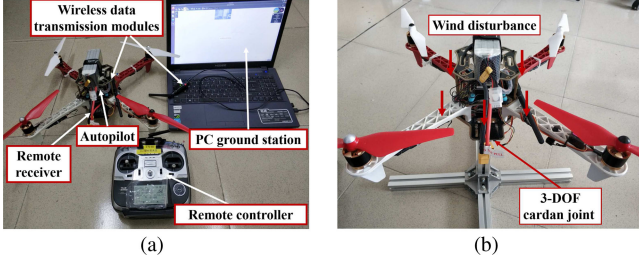 Wireless data
transmission modules
Autopilot
PC ground station
Remote
receiver
Remote controller
(a)
Wind disturbance
3-DOF
cardan joint
(b)